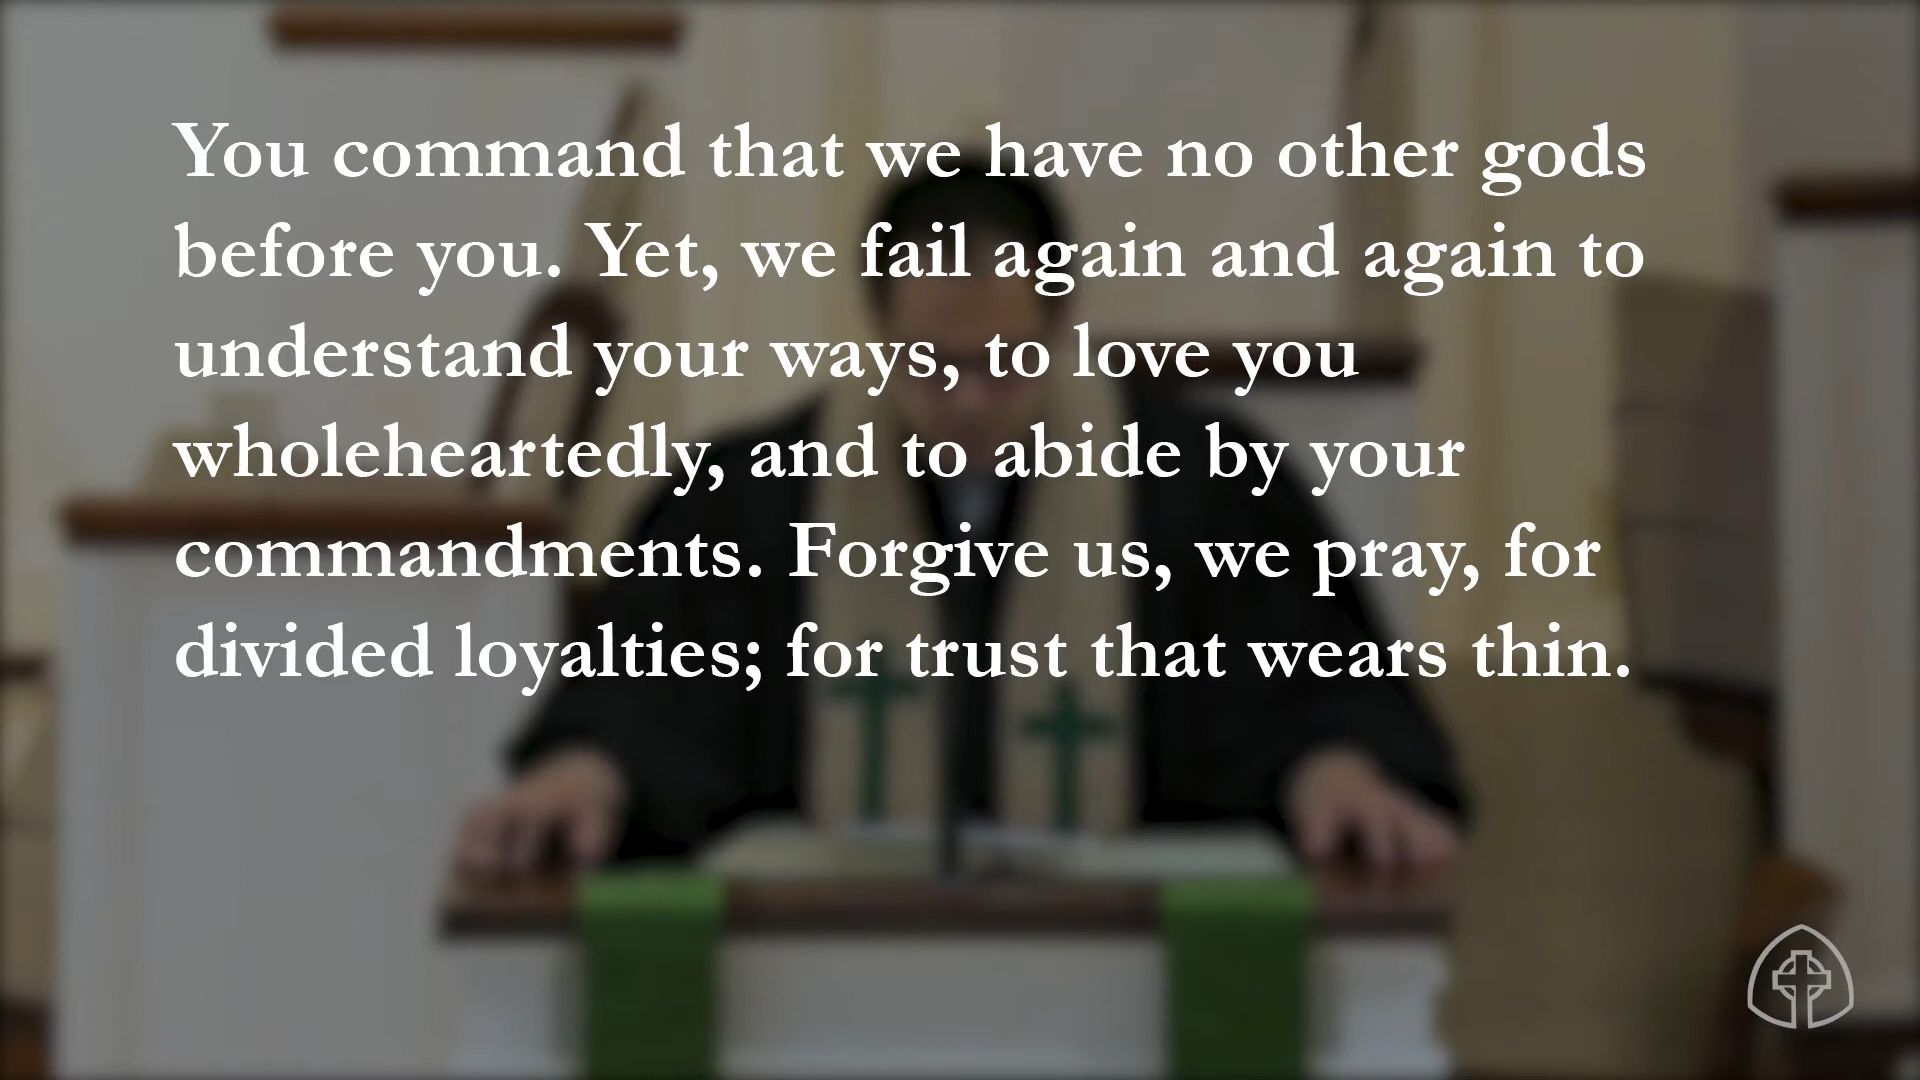 You command that we have no other gods
before you. Yet, we fail again and again to
understand your ways, to love you
wholeheartedly, and to abide by your
commandments. Forgive us, we pray, for
divided loyalties; for trust that wears thin.